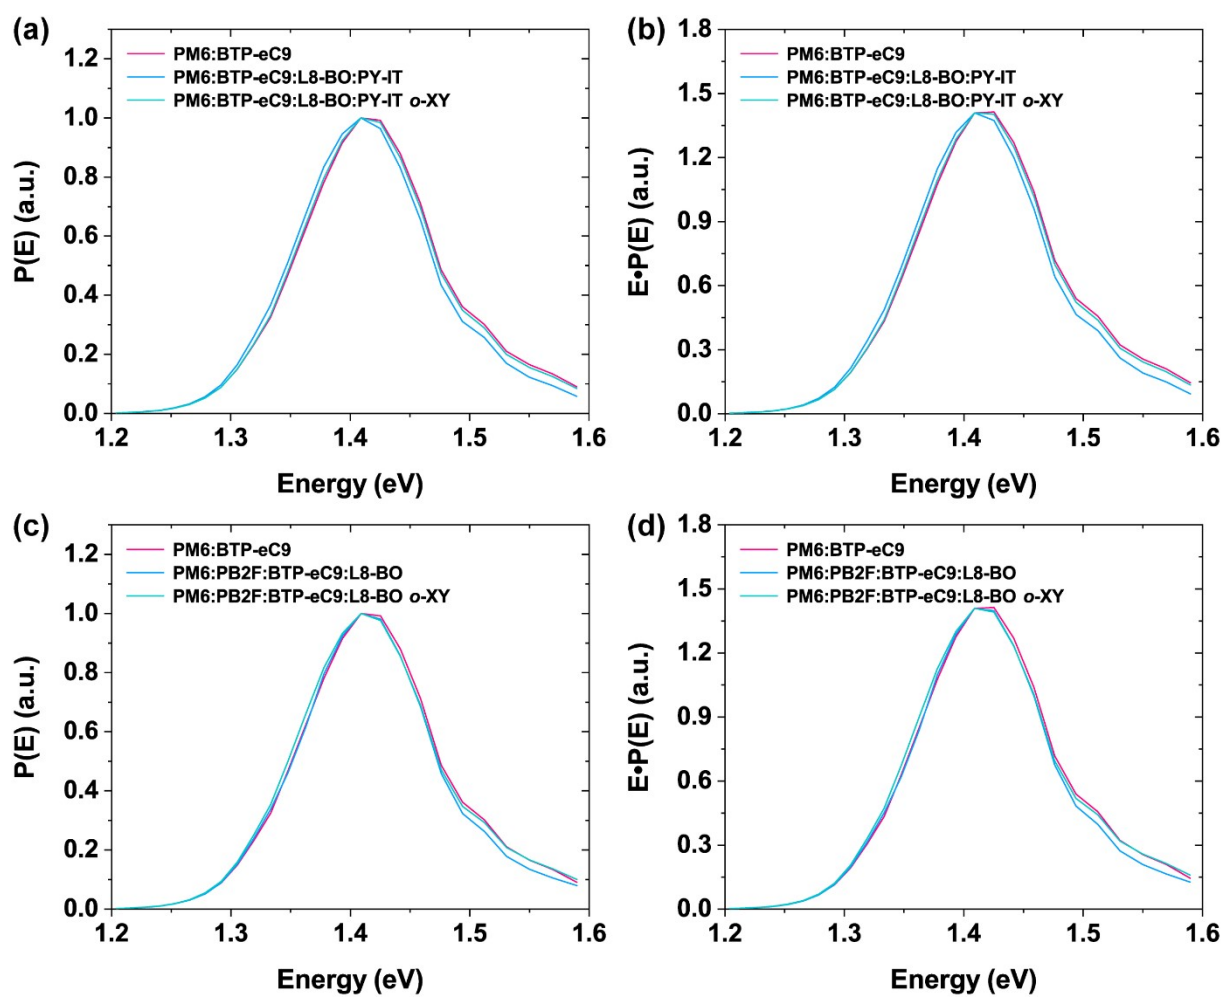 (a)
PM6:BTP-eC9
PM6:BTP-eC9:L8-BO:PY-IT
PM6:BTP-eC9:L8-BO:PY-IT o-XY
P(E) (a.u.)
1.2
1.0
0.8
0.6
0.4
0.2
0.0
1.2 1.3 1.4 1.5 1.6
Energy (eV)
(b)
PM6:BTP-eC9
PM6:BTP-eC9:L8-BO:PY-IT
PM6:BTP-eC9:L8-BO:PY-IT o-XY
E•P(E) (a.u.)
1.8
1.5
1.2
0.9
0.6
0.3
0.0
1.2 1.3 1.4 1.5 1.6
Energy (eV)
(c)
PM6:BTP-eC9
PM6:PB2F:BTP-eC9:L8-BO
PM6:PB2F:BTP-eC9:L8-BO o-XY
P(E) (a.u.)
1.2
1.0
0.8
0.6
0.4
0.2
0.0
1.2 1.3 1.4 1.5 1.6
Energy (eV)
(d)
PM6:BTP-eC9
PM6:PB2F:BTP-eC9:L8-BO
PM6:PB2F:BTP-eC9:L8-BO o-XY
E•P(E) (a.u.)
1.8
1.5
1.2
0.9
0.6
0.3
0.0
1.2 1.3 1.4 1.5 1.6
Energy (eV)